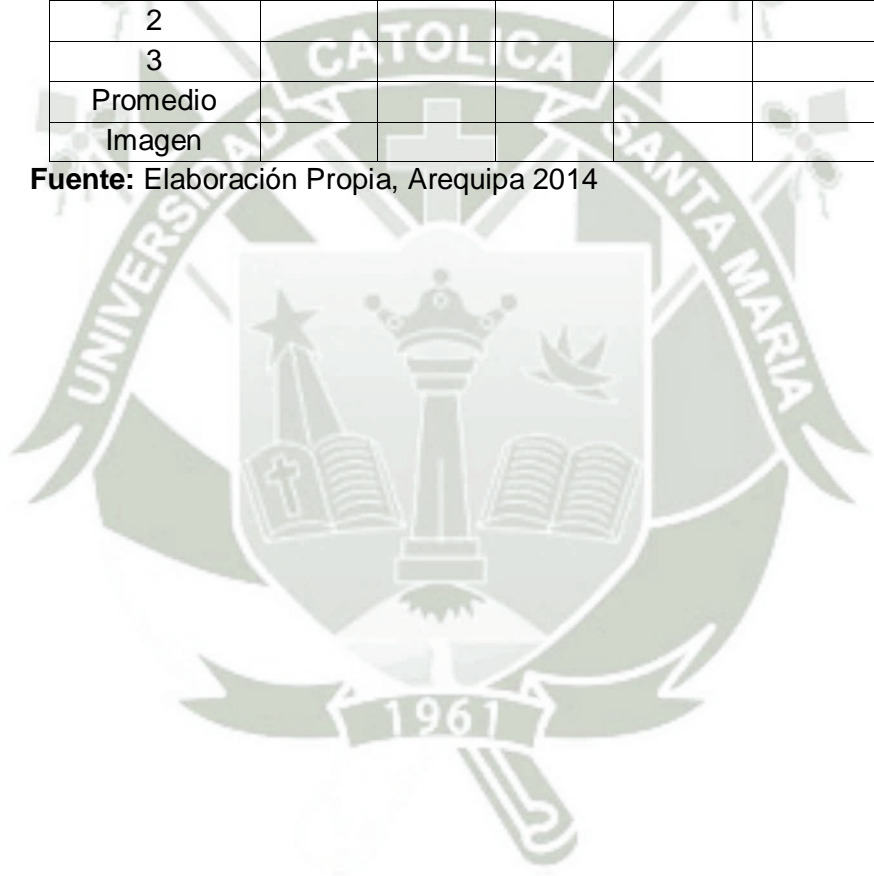 2
3
Promedio
Imagen
Fuente: Elaboración Propia, Arequipa 2014
UNIVERSIDAD CATOLICA SANTA MARIA
1961